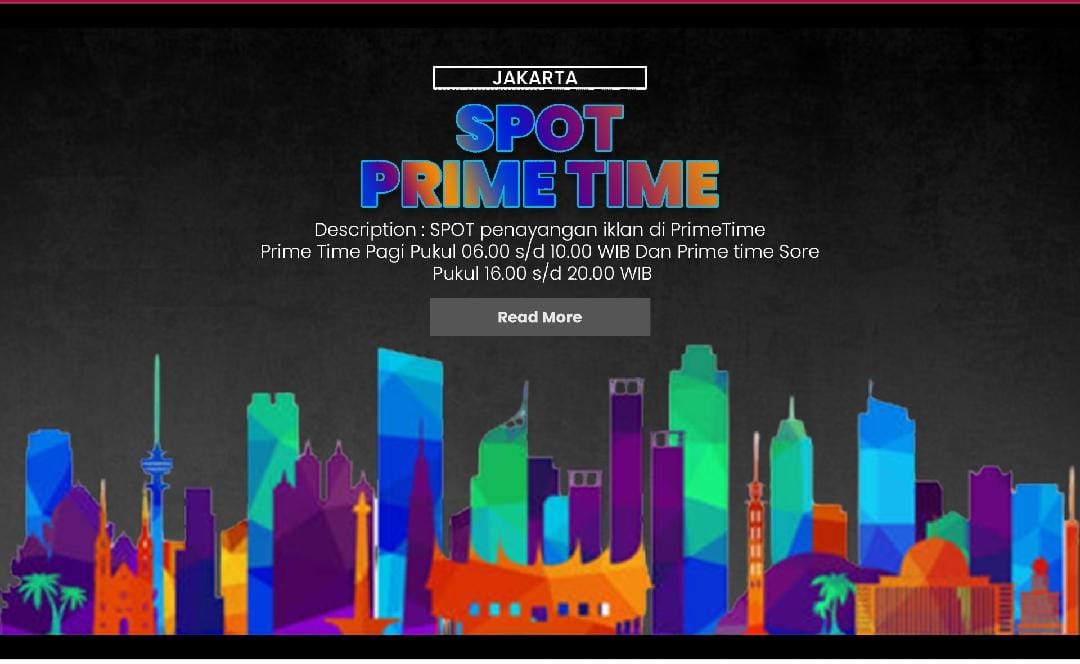 JAKARTA
SPOT
PRIME TIME
Description : SPOT penayangan iklan di PrimeTime
Prime Time Pagi Pukul 06.00 s/d 10.00 WIB Dan Prime time Sore
Pukul 16.00 s/d 20.00 WIB
Read More